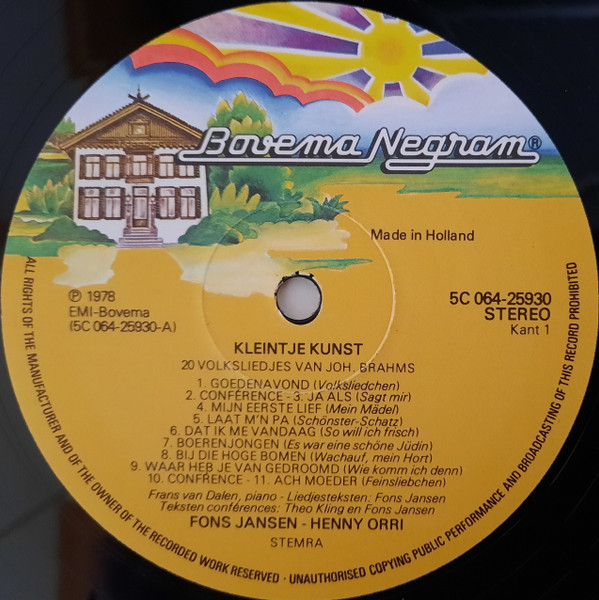 Bovema Negram®
Made in Holland
℗ 1978
EMI-Bovema
(5C 064-25930-A)
5C 064-25930
STEREO
Kant 1
KLEINTJE KUNST
20 VOLKSLIEDJES VAN JOH. BRAHMS
1. GOEDENAVOND (Volksliedchen)
2. CONFÉRENCE - 3. JA ALS (Sagt mir)
4. MIJN EERSTE LIEF (Mein Mädel)
5. LAAT M'N PA (Schönster-Schatz)
6. DAT IK ME VANDAAG (So will ich frisch)
7. BOERENJONGEN (Es war eine schöne Jüdin)
8. BIJ DIE HOGE BOMEN (Wachauf, mein Hort)
9. WAAR HEB JE VAN GEDROOMD (Wie komm ich denn)
10. CONFÉRENCE - 11. ACH MOEDER (Feinsliebchen)
Frans van Dalen, piano - Liedjesteksten: Fons Jansen
Teksten conférences: Theo Kling en Fons Jansen
FONS JANSEN - HENNY ORRI
STEMRA
ALL RIGHTS OF THE MANUFACTURER AND OF THE OWNER OF THE RECORDED WORK RESERVED · UNAUTHORISED COPYING PUBLIC PERFORMANCE AND BROADCASTING OF THIS RECORD PROHIBITED